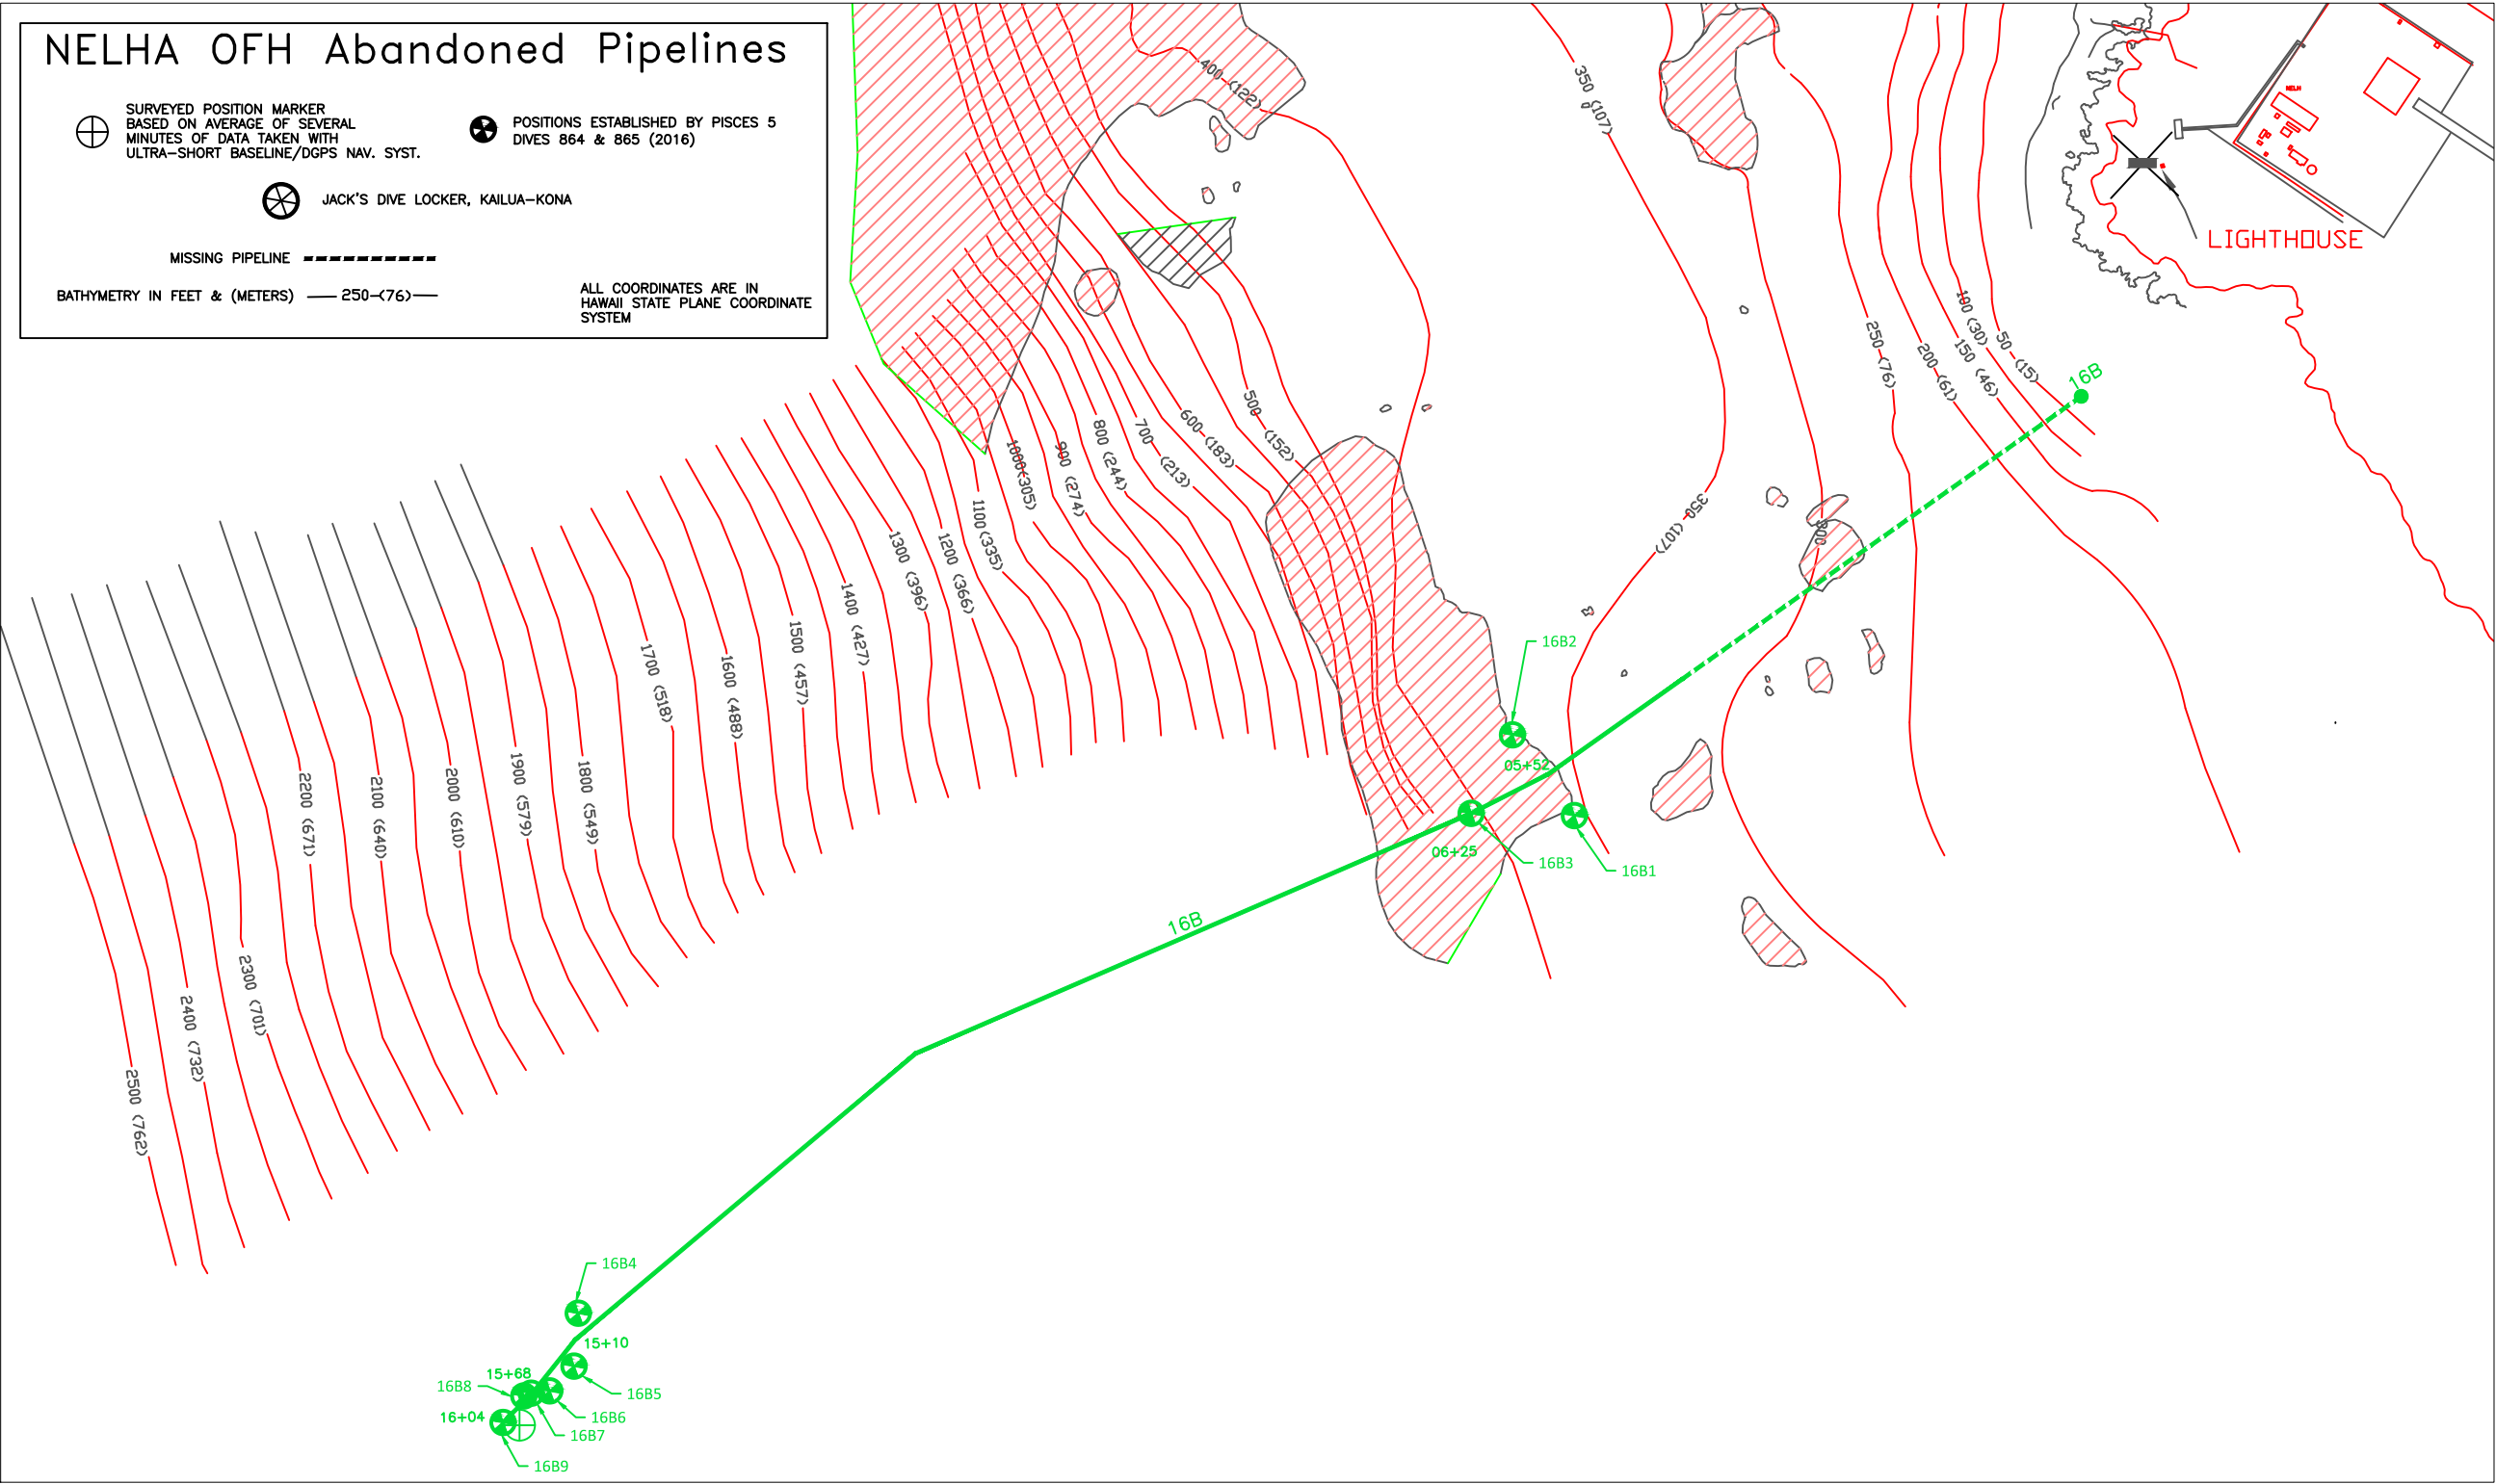 NELHA OFH Abandoned Pipelines
SURVEYED POSITION MARKER
BASED ON AVERAGE OF SEVERAL
MINUTES OF DATA TAKEN WITH
ULTRA-SHORT BASELINE/DGPS NAV. SYST.
POSITIONS ESTABLISHED BY PISCES 5
DIVES 864 & 865 (2016)
JACK'S DIVE LOCKER, KAILUA-KONA
MISSING PIPELINE
BATHYMETRY IN FEET & (METERS)
250-(76)
ALL COORDINATES ARE IN
HAWAII STATE PLANE COORDINATE
SYSTEM
400 (122)
350 (107)
NELH
LIGHTHOUSE
100 (30)
50 (15)
150 (46)
200 (61)
250 (76)
16B
500 (152)
600 (183)
700 (213)
800 (244)
900 (274)
1000(305)
1100(335)
1200 (366)
1300 (396)
1400 (427)
1500 (457)
1600 (488)
1700 (518)
1800 (549)
1900 (579)
2000 (610)
2100 (640)
2200 (671)
2300 (701)
2400 (732)
2500 (762)
350 (107)
300
16B2
05+52
06+25
16B3
16B1
16B
16B4
15+10
15+68
16B8
16B5
16+04
16B6
16B7
16B9